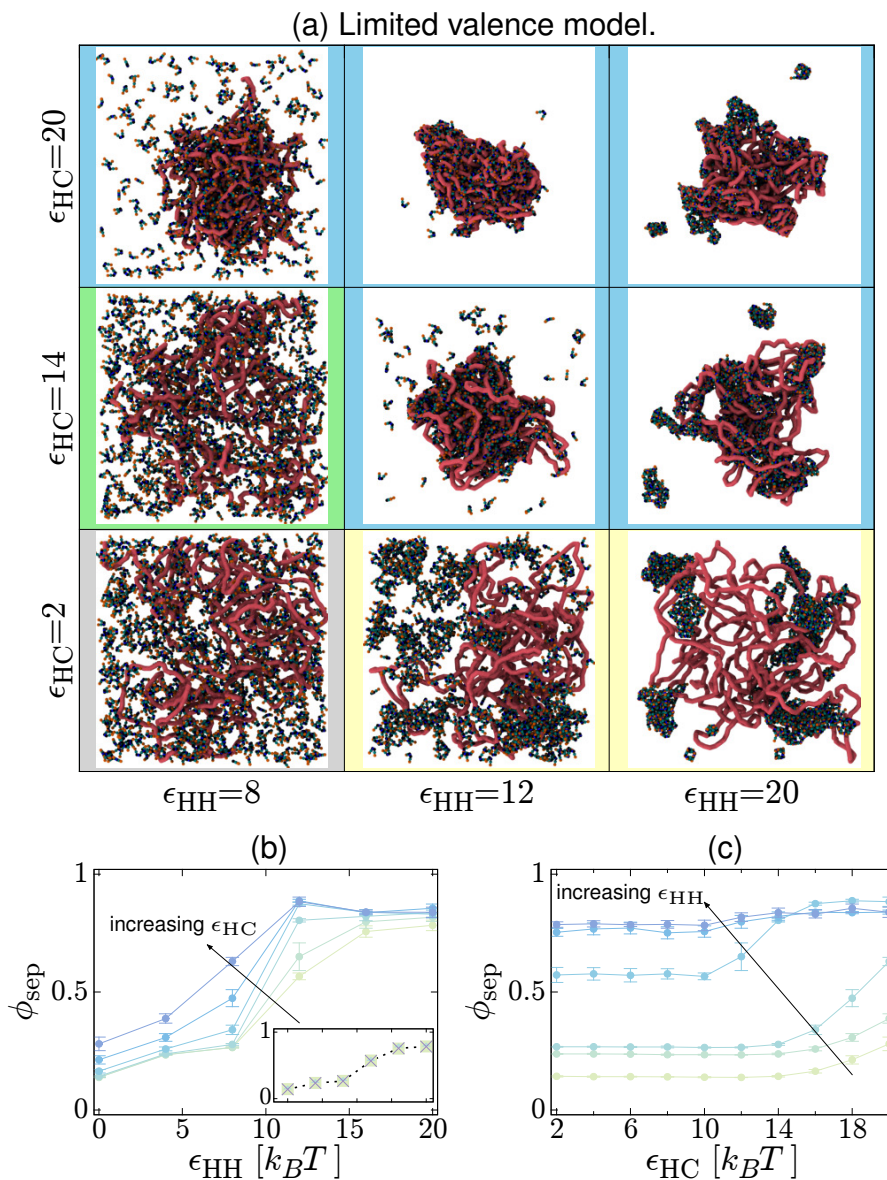 (a) Limited valence model.
ϵHC=20
ϵHC=14
ϵHC=2
ϵHH=8 ϵHH=12 ϵHH=20
(b) (c)
1
0.5
0
ϕsep
increasing ϵHC
1
0
0 5 10 15 20
ϵHH [kBT]
1
0.5
0
ϕsep
increasing ϵHH
2 6 10 14 18
ϵHC [kBT]